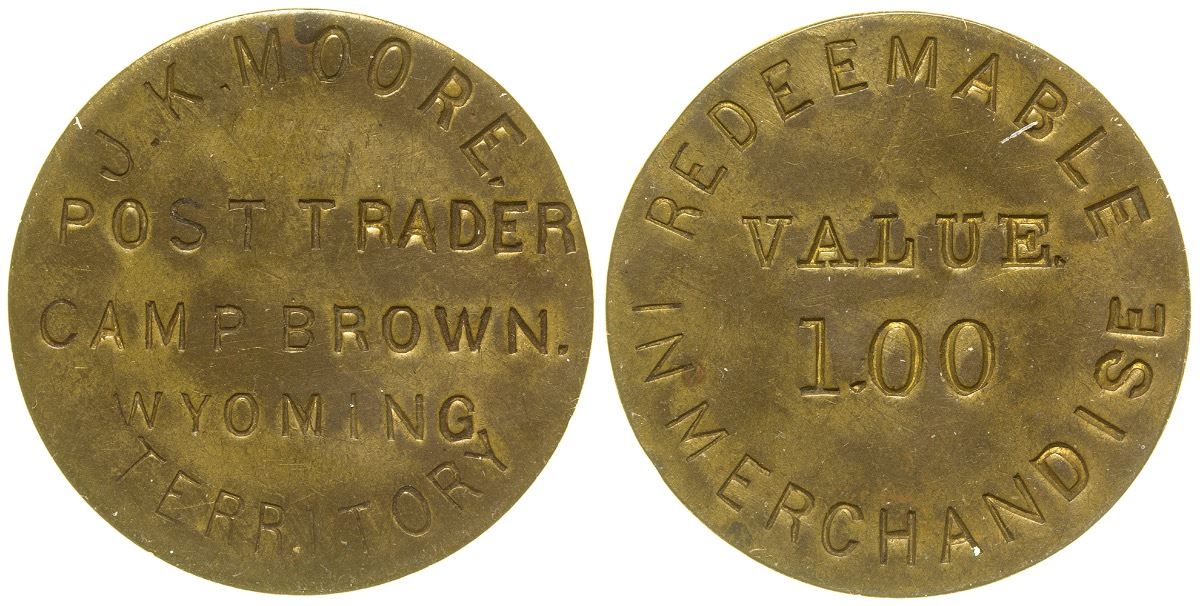 J. K. MOORE,
POST TRADER
CAMP BROWN.
WYOMING,
TERRITORY
REDEEMABLE
VALUE.
1.00
IN MERCHANDISE